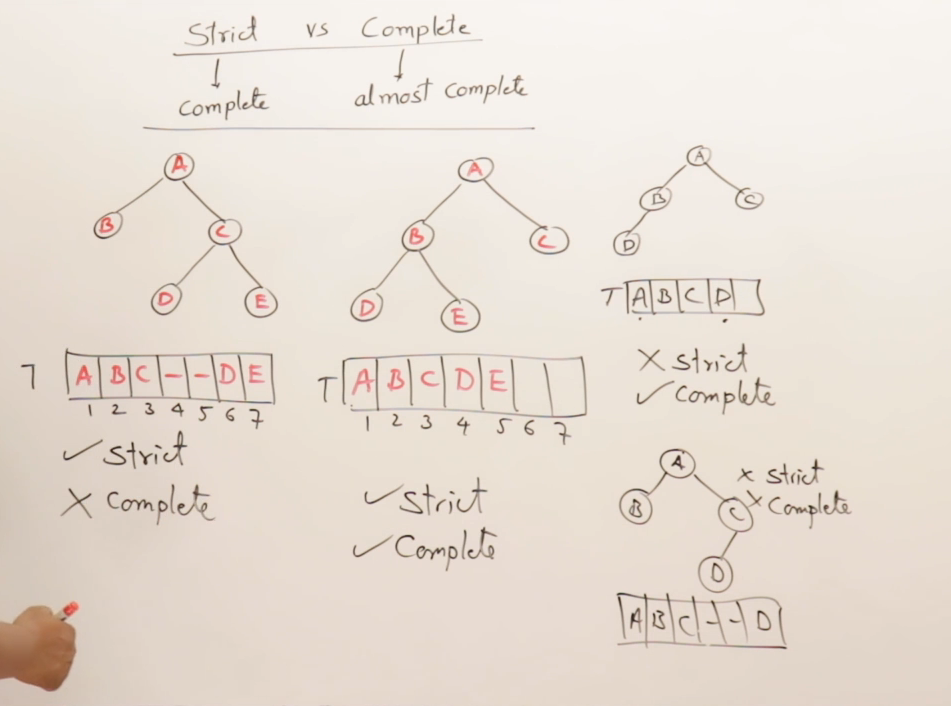 Strict vs Complete
complete
almost complete
A
B
C
D
E
T A B C - - D E
1 2 3 4 5 6 7
✓ Strict
X Complete
A
B
C
D
E
T A B C D E
1 2 3 4 5 6 7
✓ Strict
✓ Complete
A
B
C
D
T A B C D
X Strict
✓ Complete
A
B
C
D
x Strict
x Complete
A B C - - D